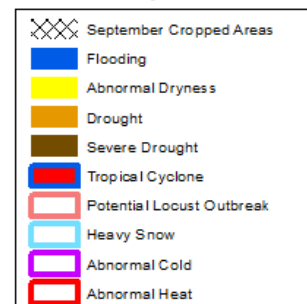 September Cropped Areas
Flooding
Abnormal Dryness
Drought
Severe Drought
Tropical Cyclone
Potential Locust Outbreak
Heavy Snow
Abnormal Cold
Abnormal Heat